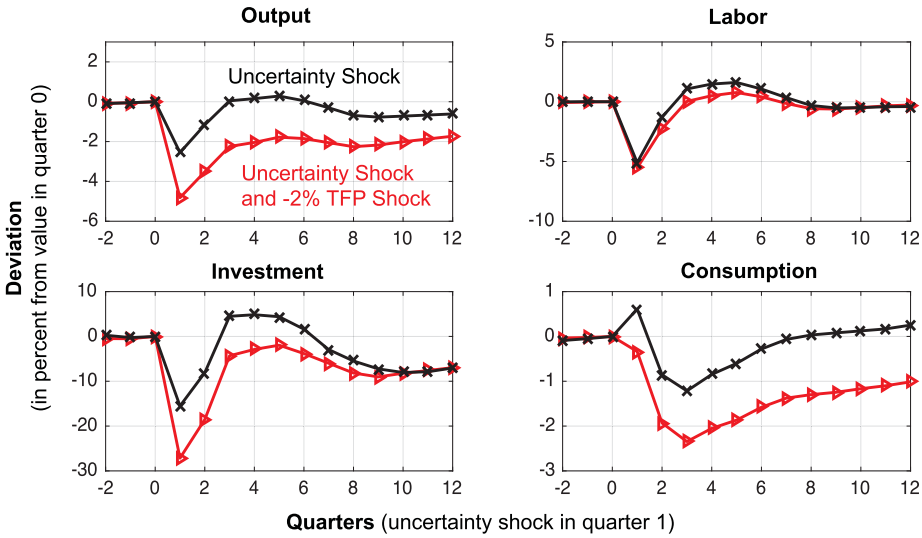 Output
Labor
2
0
-2
-4
-6
Uncertainty Shock
Uncertainty Shock
and -2% TFP Shock
-2 0 2 4 6 8 10 12
5
0
-5
-10
-2 0 2 4 6 8 10 12
Deviation
(in percent from value in quarter 0)
Investment
Consumption
10
0
-10
-20
-30
-2 0 2 4 6 8 10 12
1
0
-1
-2
-3
-2 0 2 4 6 8 10 12
Quarters (uncertainty shock in quarter 1)